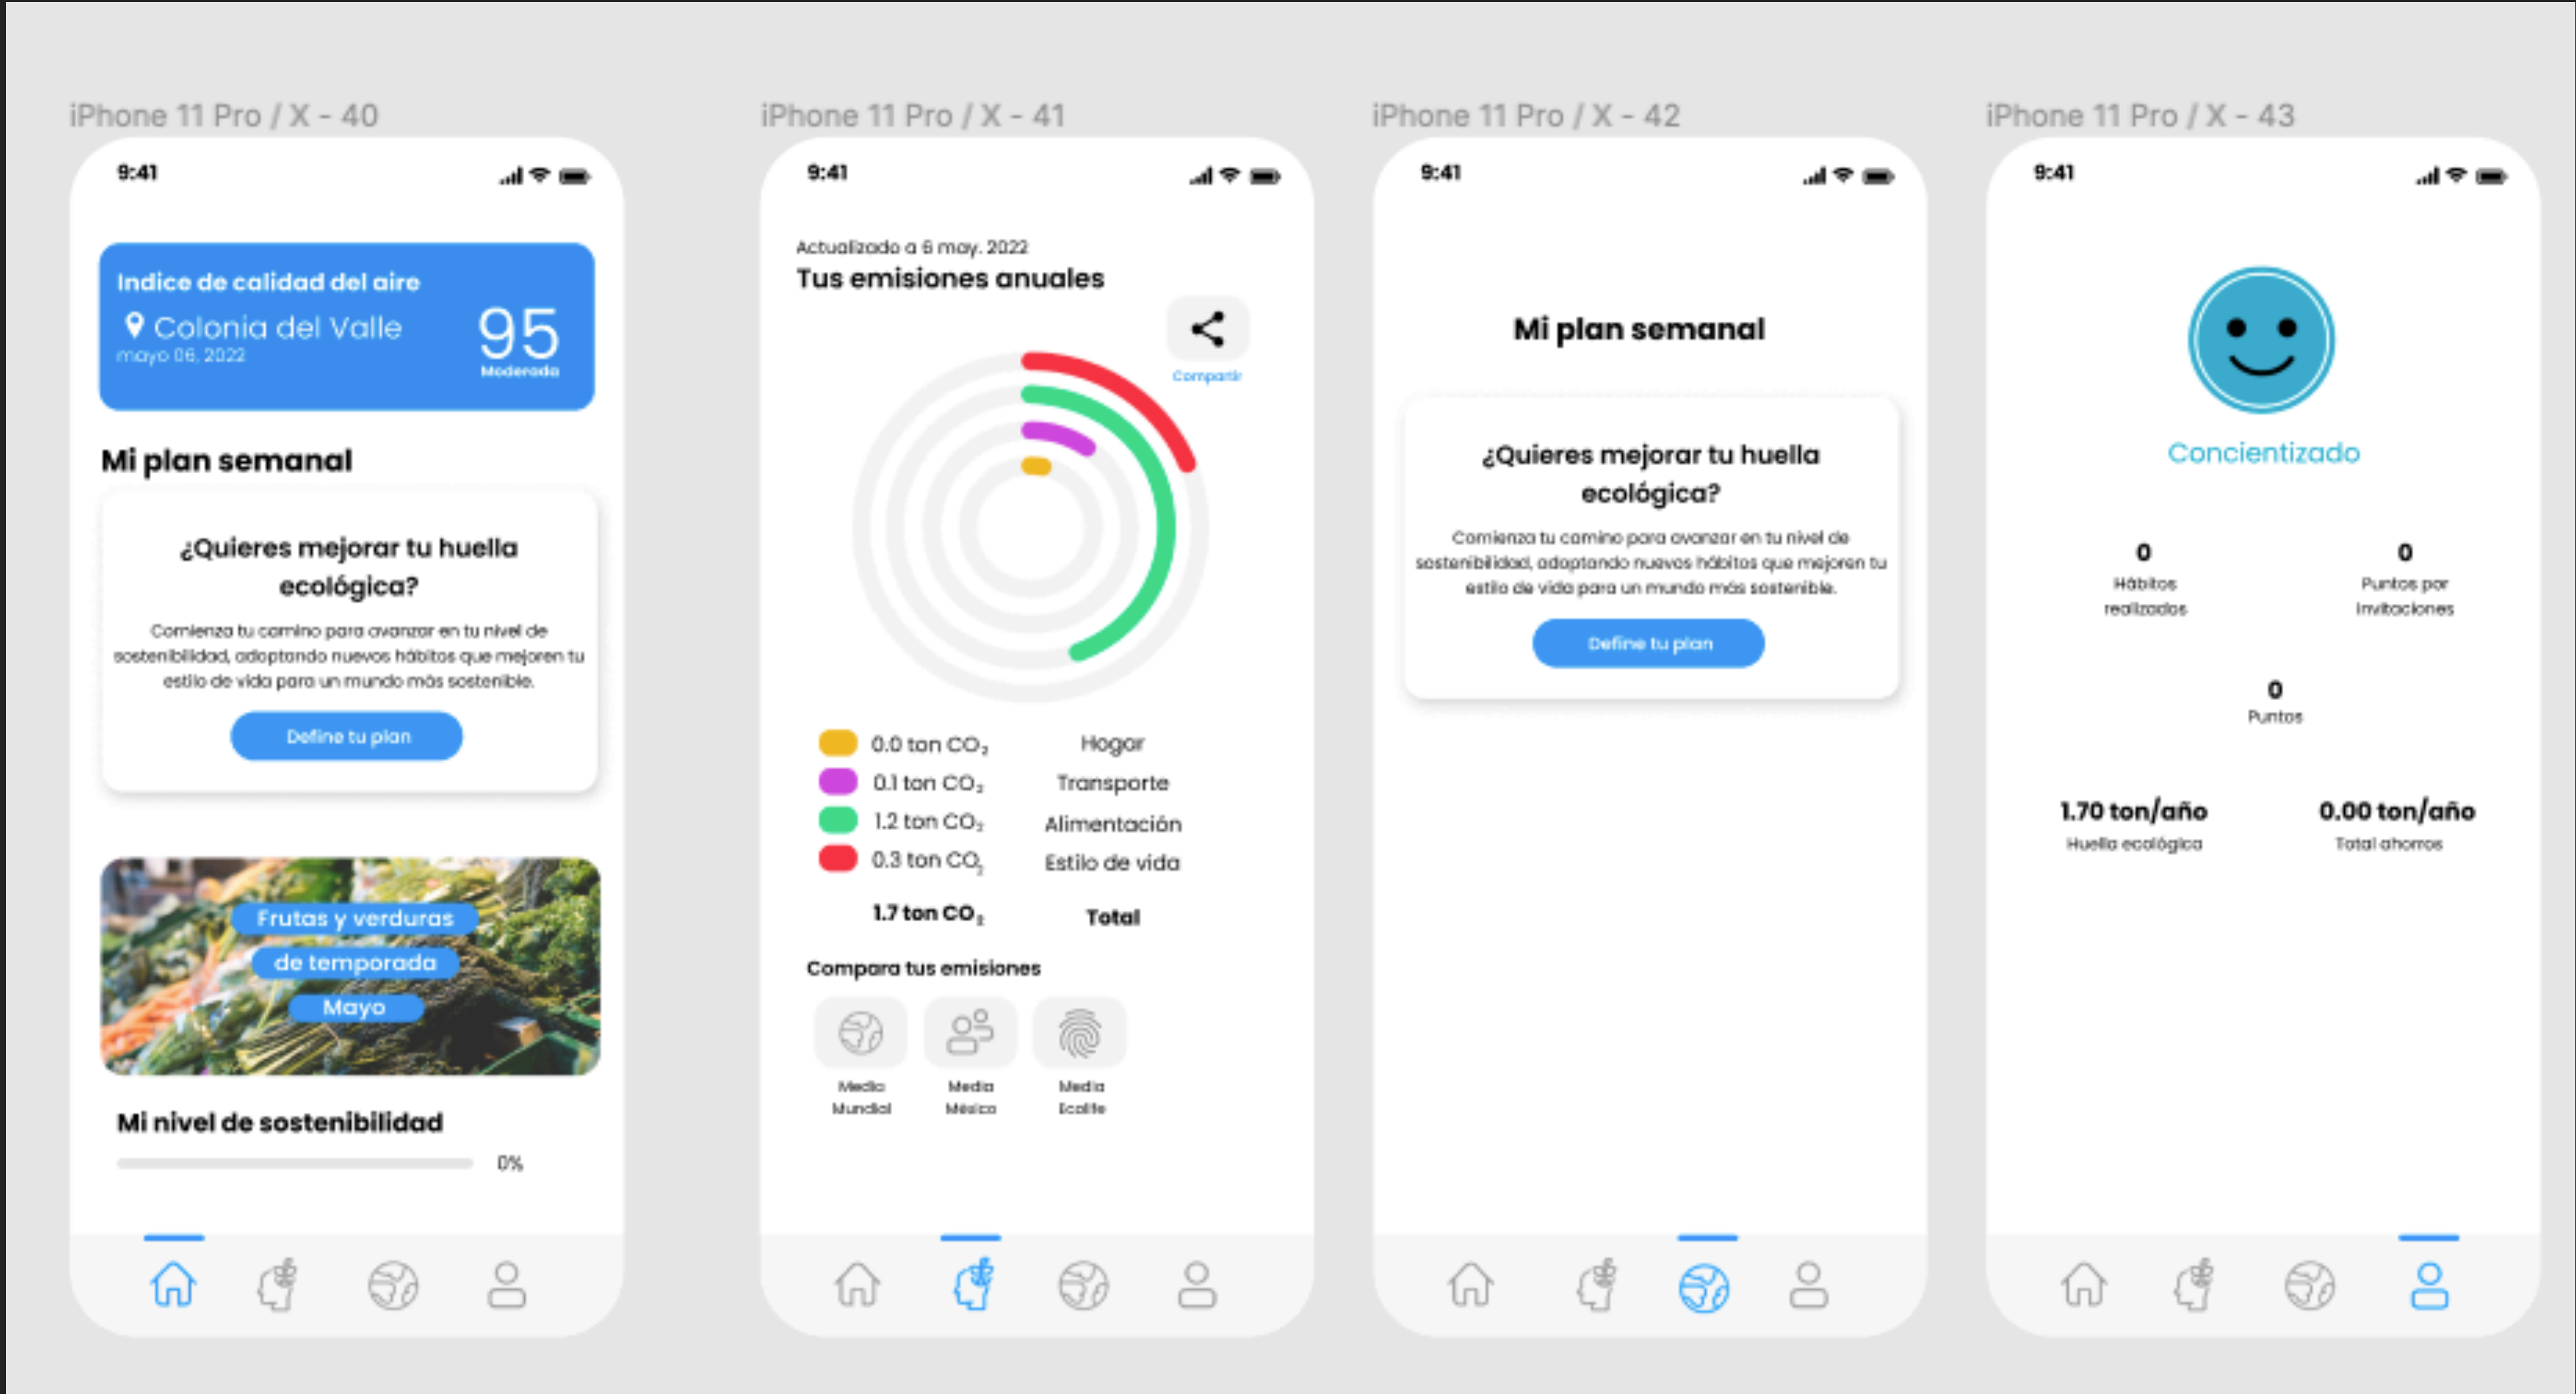 iPhone 11 Pro / X - 40
9:41
Indice de calidad del aire
Colonia del Valle
mayo 06, 2022
95
Moderada
Mi plan semanal
¿Quieres mejorar tu huella
ecológica?
Comienza tu camino para avanzar en tu nivel de
sostenibilidad, adoptando nuevos hábitos que mejoren tu
estilo de vida para un mundo más sostenible.
Define tu plan
Frutas y verduras
de temporada
Mayo
Mi nivel de sostenibilidad
0%
iPhone 11 Pro / X - 41
9:41
Actualizado a 6 may. 2022
Tus emisiones anuales
Compartir
0.0 ton CO₂ Hogar
0.1 ton CO₂ Transporte
1.2 ton CO₂ Alimentación
0.3 ton CO₂ Estilo de vida
1.7 ton CO₂ Total
Compara tus emisiones
Media
Mundial
Media
México
Media
Ecolife
iPhone 11 Pro / X - 42
9:41
Mi plan semanal
¿Quieres mejorar tu huella
ecológica?
Comienza tu camino para avanzar en tu nivel de
sostenibilidad, adoptando nuevos hábitos que mejoren tu
estilo de vida para un mundo más sostenible.
Define tu plan
iPhone 11 Pro / X - 43
9:41
Concientizado
0
Hábitos
realizados
0
Puntos por
Invitaciones
0
Puntos
1.70 ton/año
Huella ecológica
0.00 ton/año
Total ahorros